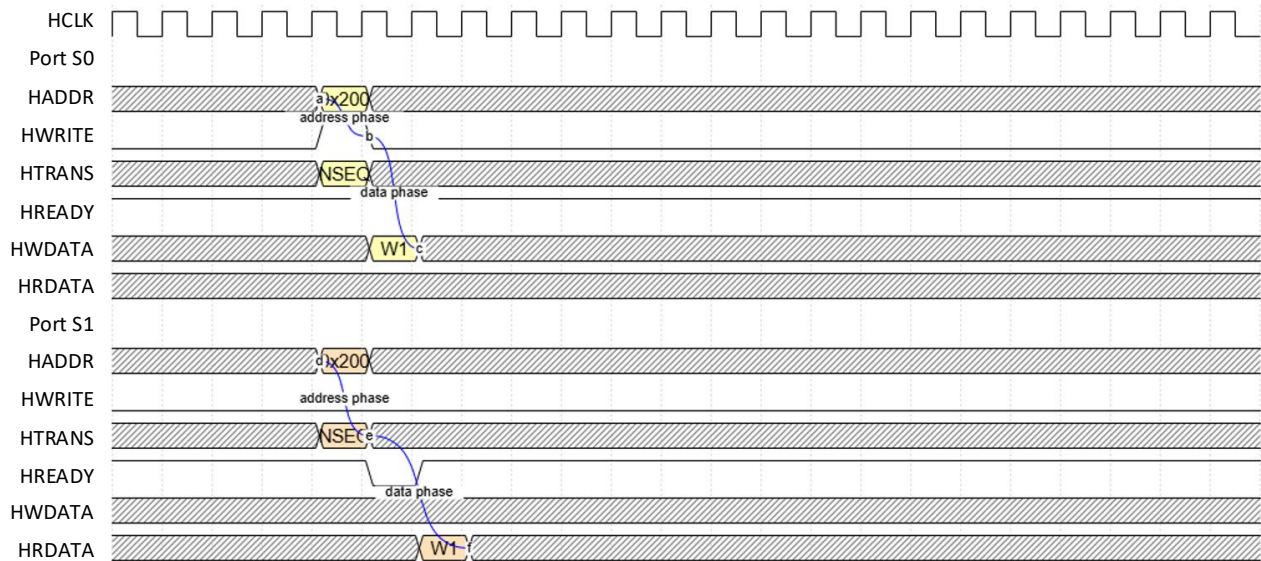 HCLK
Port S0
HADDR a x200
address phase
HWRITE b
HTRANS NSEQ
data phase
HREADY
HWDATA W1 c
HRDATA
Port S1
HADDR d x200
HWRITE address phase
HTRANS NSEQ e
HREADY
data phase
HWDATA
HRDATA W1 f